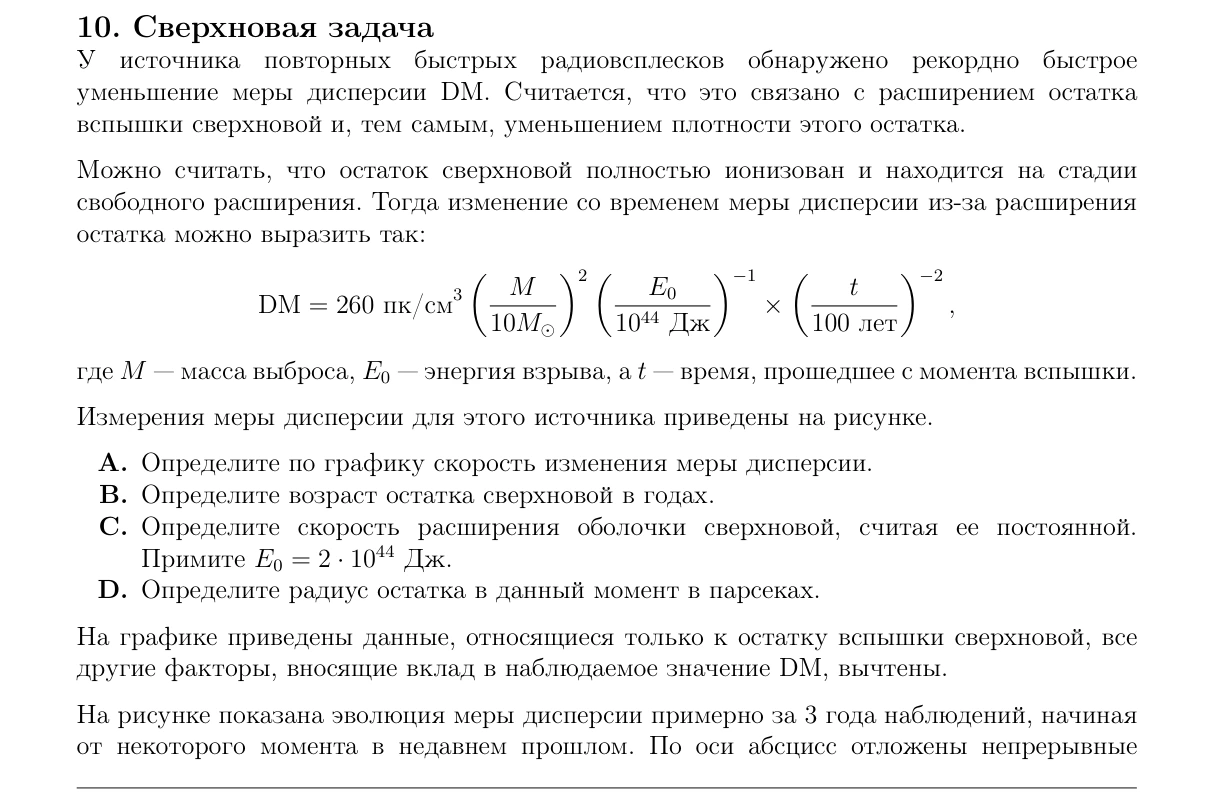 10. Сверхновая задача
У источника повторных быстрых радиовсплесков обнаружено рекордно быстрое
уменьшение меры дисперсии DM. Считается, что это связано с расширением остатка
вспышки сверхновой и, тем самым, уменьшением плотности этого остатка.
Можно считать, что остаток сверхновой полностью ионизован и находится на стадии
свободного расширения. Тогда изменение со временем меры дисперсии из-за расширения
остатка можно выразить так:
DM = 260 пк/см³ (M / 10M☉)² (E₀ / 10⁴⁴ Дж)⁻¹ × (t / 100 лет)⁻²,
где M — масса выброса, E₀ — энергия взрыва, а t — время, прошедшее с момента вспышки.
Измерения меры дисперсии для этого источника приведены на рисунке.
A. Определите по графику скорость изменения меры дисперсии.
B. Определите возраст остатка сверхновой в годах.
C. Определите скорость расширения оболочки сверхновой, считая ее постоянной.
Примите E₀ = 2 · 10⁴⁴ Дж.
D. Определите радиус остатка в данный момент в парсеках.
На графике приведены данные, относящиеся только к остатку вспышки сверхновой, все
другие факторы, вносящие вклад в наблюдаемое значение DM, вычтены.
На рисунке показана эволюция меры дисперсии примерно за 3 года наблюдений, начиная
от некоторого момента в недавнем прошлом. По оси абсцисс отложены непрерывные